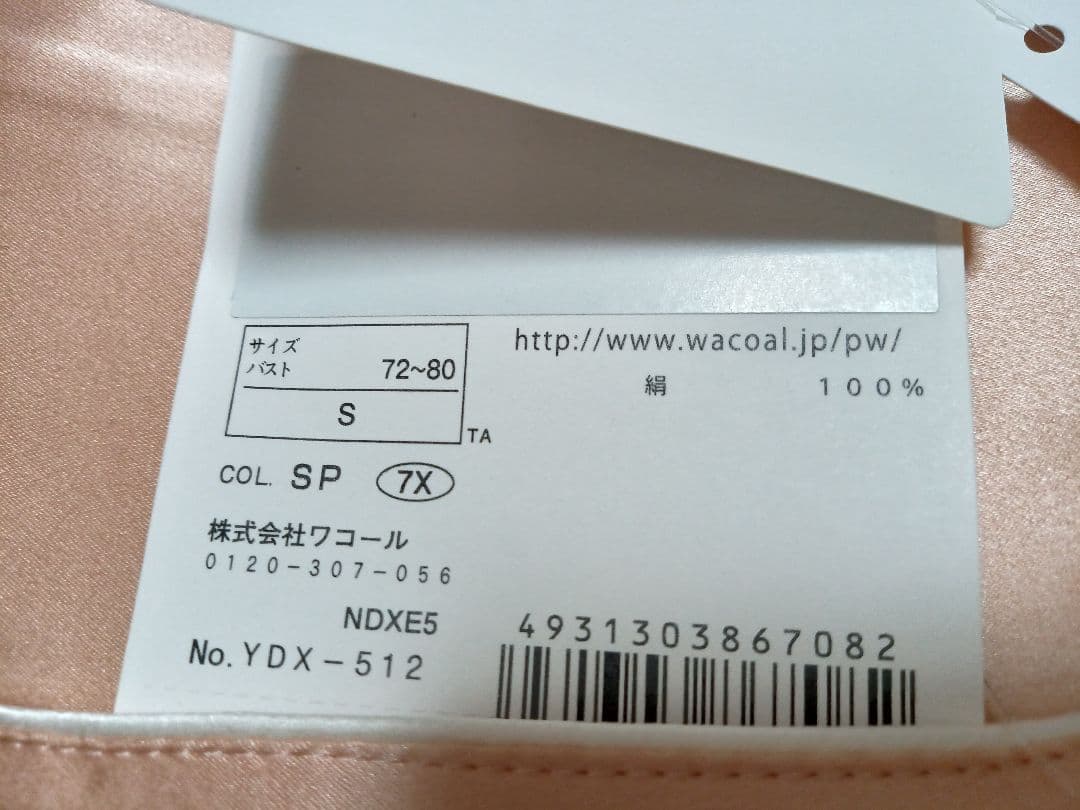 サイズ
バスト 72~80
S
TA
http://www.wacoal.jp/pw/
絹 100%
COL. SP 7X
株式会社ワコール
0120-307-056
NDXE5
No. YDX-512
4931303867082